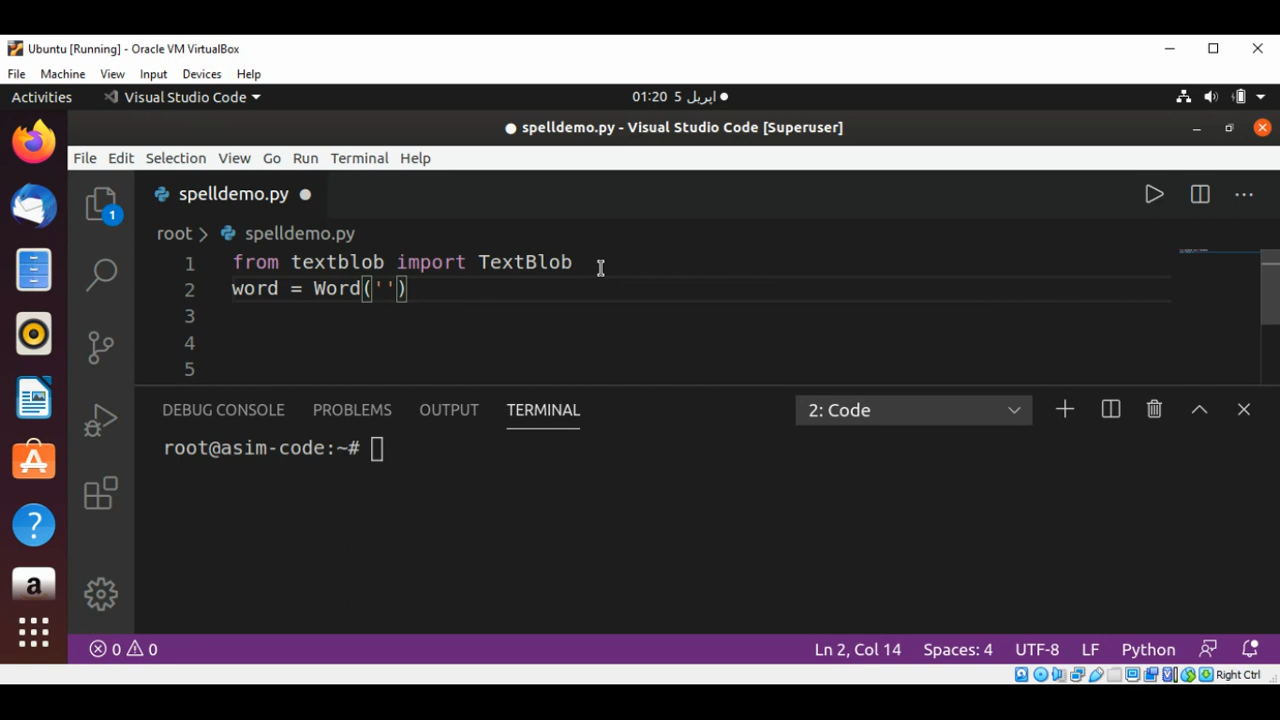 Ubuntu [Running] - Oracle VM VirtualBox
File Machine View Input Devices Help
Activities Visual Studio Code 01:20 5 اپریل
spelldemo.py - Visual Studio Code [Superuser]
File Edit Selection View Go Run Terminal Help
spelldemo.py
root > spelldemo.py
1 from textblob import TextBlob
2 word = Word('')
3
4
5
1
DEBUG CONSOLE PROBLEMS OUTPUT TERMINAL 2: Code
root@asim-code:~#
a
0 0 Ln 2, Col 14 Spaces: 4 UTF-8 LF Python
Right Ctrl